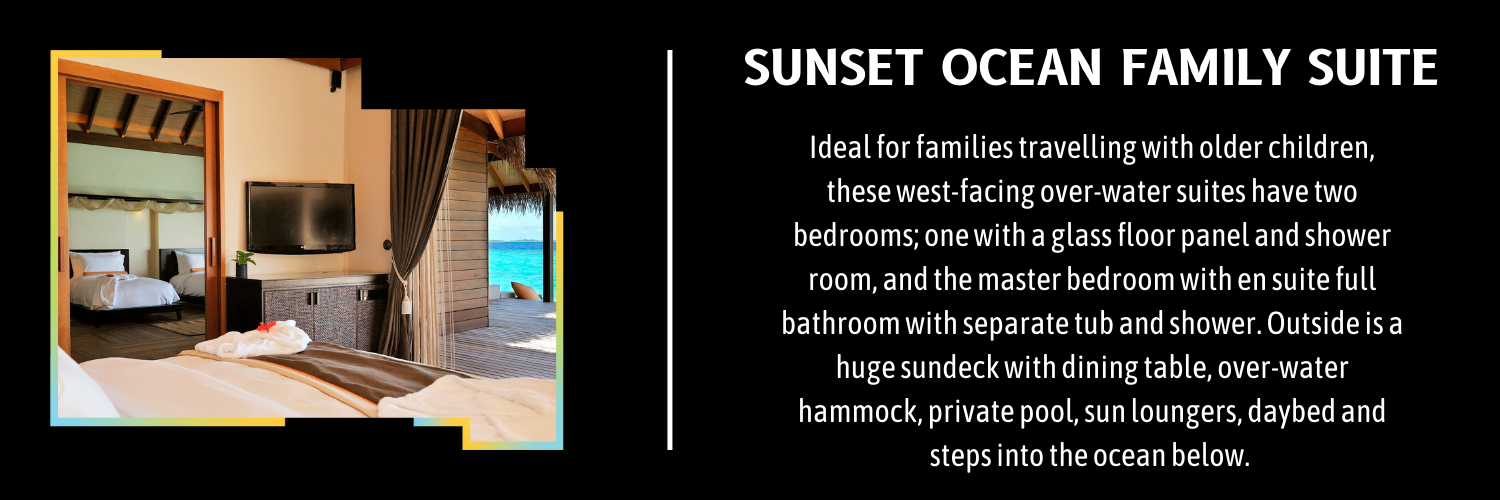 SUNSET OCEAN FAMILY SUITE
Ideal for families travelling with older children,
these west-facing over-water suites have two
bedrooms; one with a glass floor panel and shower
room, and the master bedroom with en suite full
bathroom with separate tub and shower. Outside is a
huge sundeck with dining table, over-water
hammock, private pool, sun loungers, daybed and
steps into the ocean below.